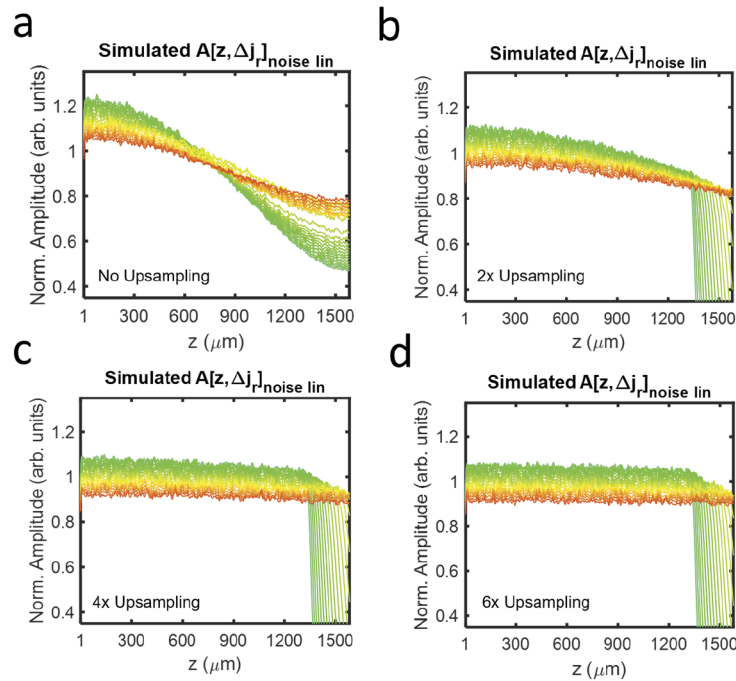 a
Simulated A[z, Δj_r]_noise lin
Norm. Amplitude (arb. units)
1.2
1
0.8
0.6
0.4
No Upsampling
1 300 600 900 1200 1500
z (μm)
b
Simulated A[z, Δj_r]_noise lin
Norm. Amplitude (arb. units)
1.2
1
0.8
0.6
0.4
2x Upsampling
1 300 600 900 1200 1500
z (μm)
c
Simulated A[z, Δj_r]_noise lin
Norm. Amplitude (arb. units)
1.2
1
0.8
0.6
0.4
4x Upsampling
1 300 600 900 1200 1500
z (μm)
d
Simulated A[z, Δj_r]_noise lin
Norm. Amplitude (arb. units)
1.2
1
0.8
0.6
0.4
6x Upsampling
1 300 600 900 1200 1500
z (μm)